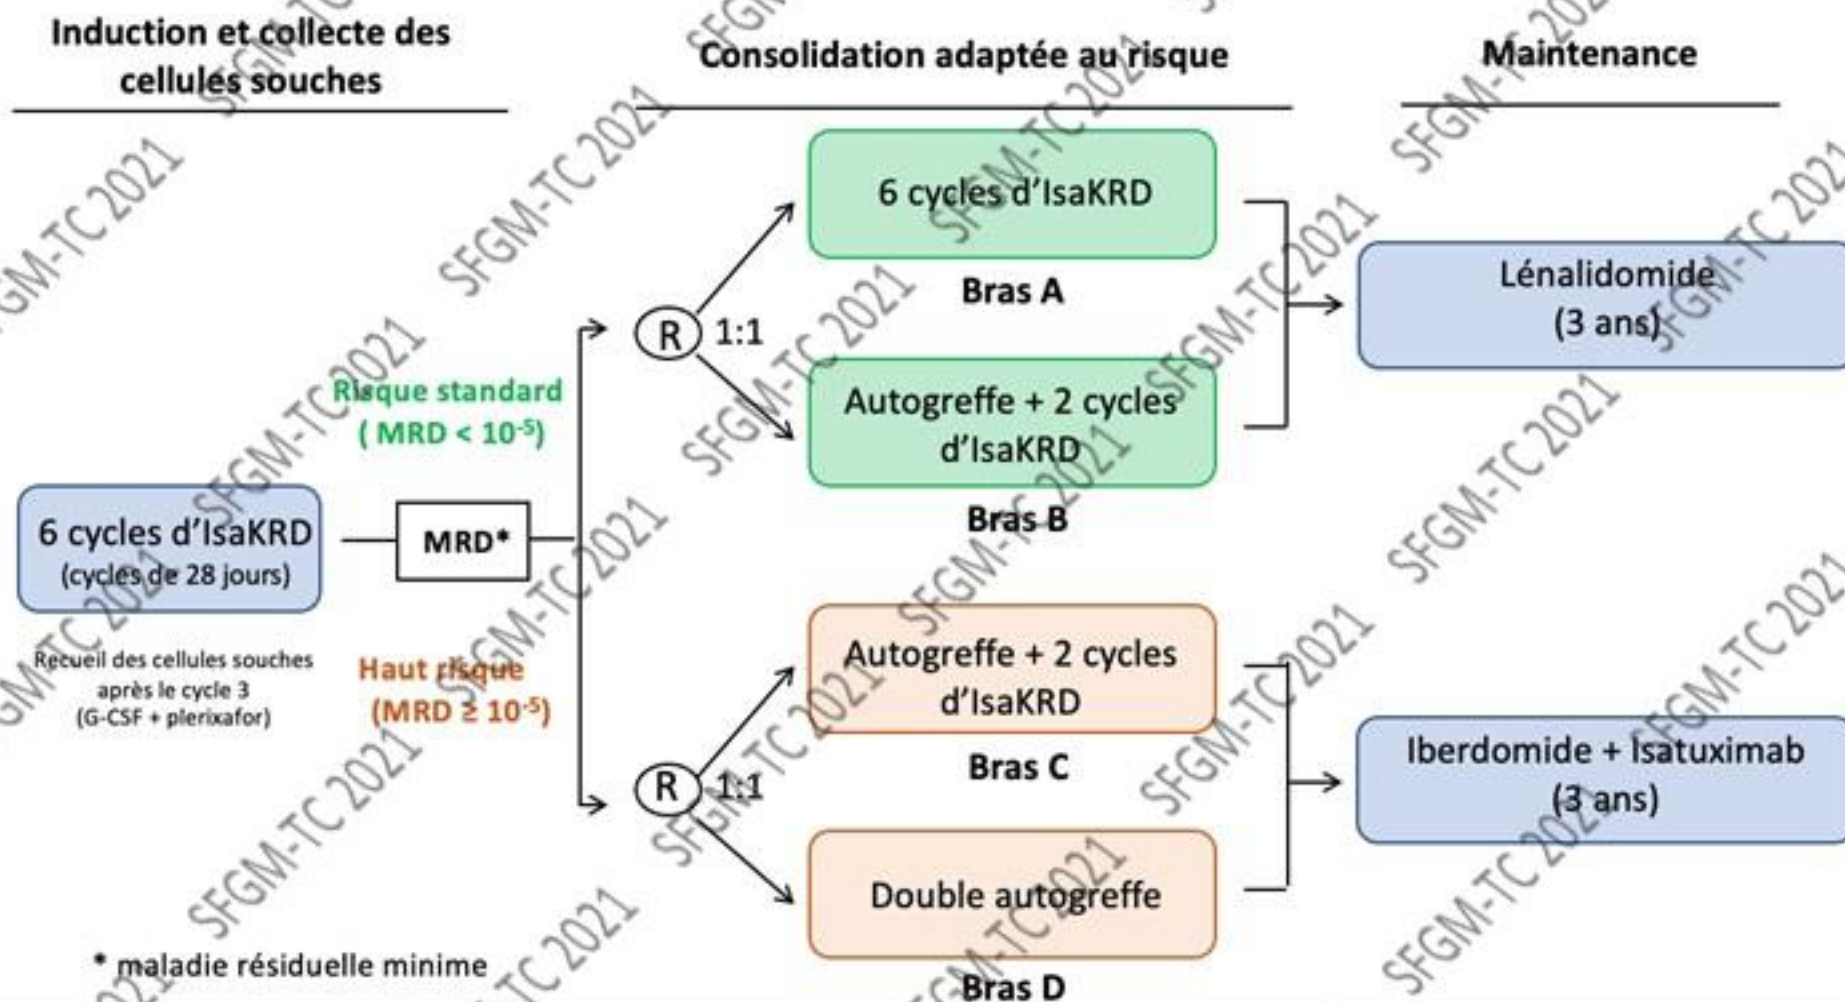 Induction et collecte des
cellules souches
Consolidation adaptée au risque
Maintenance
6 cycles d'IsaKRD
(cycles de 28 jours)
Recueil des cellules souches
après le cycle 3
(G-CSF + plerixafor)
MRD*
Risque standard
( MRD < 10-5)
Haut risque
(MRD ≥ 10-5)
R 1:1
6 cycles d'IsaKRD
Bras A
Autogreffe + 2 cycles
d'IsaKRD
Bras B
R 1:1
Autogreffe + 2 cycles
d'IsaKRD
Bras C
Double autogreffe
Bras D
Lénalidomide
(3 ans)
Iberdomide + Isatuximab
(3 ans)
* maladie résiduelle minime
SFGM-TC 2021